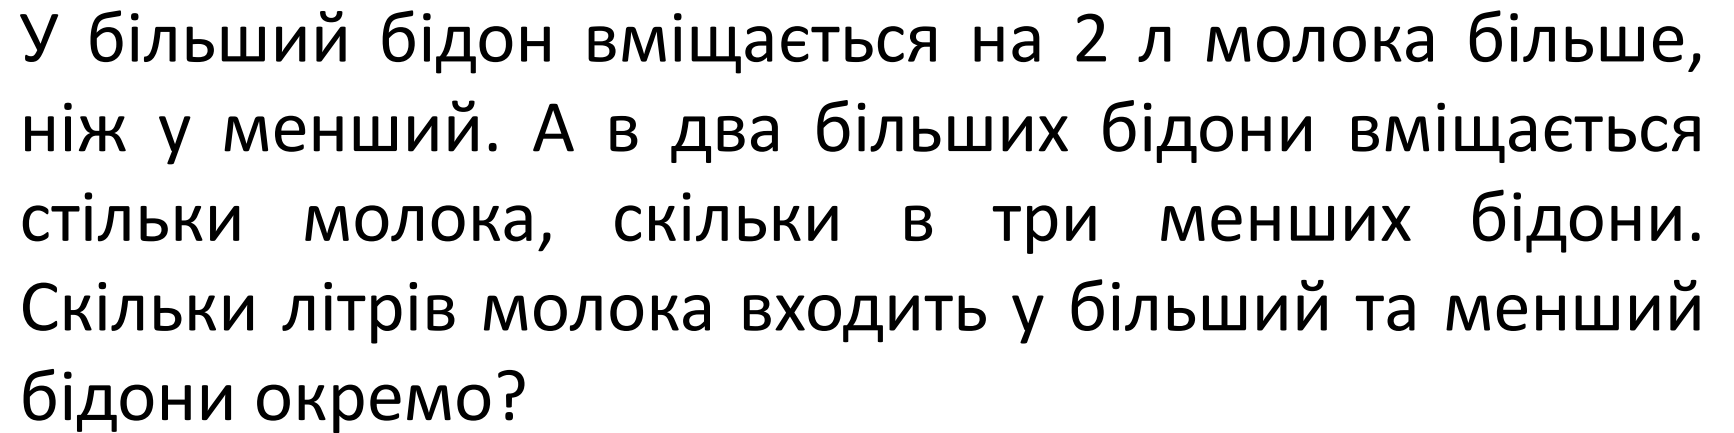 У більший бідон вміщається на 2 л молока більше,
ніж у менший. А в два більших бідони вміщається
стільки молока, скільки в три менших бідони.
Скільки літрів молока входить у більший та менший
бідони окремо?